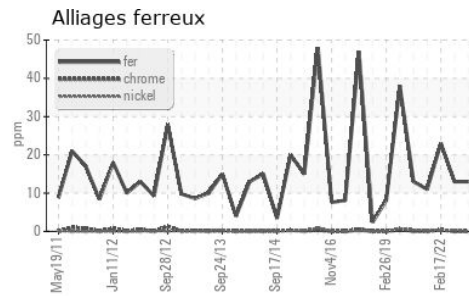 Alliages ferreux
50
40
30
20
10
0
ppm
fer
chrome
nickel
May19/11
Jan11/12
Sep28/12
Sep24/13
Sep17/14
Nov4/16
Feb26/19
Feb17/22